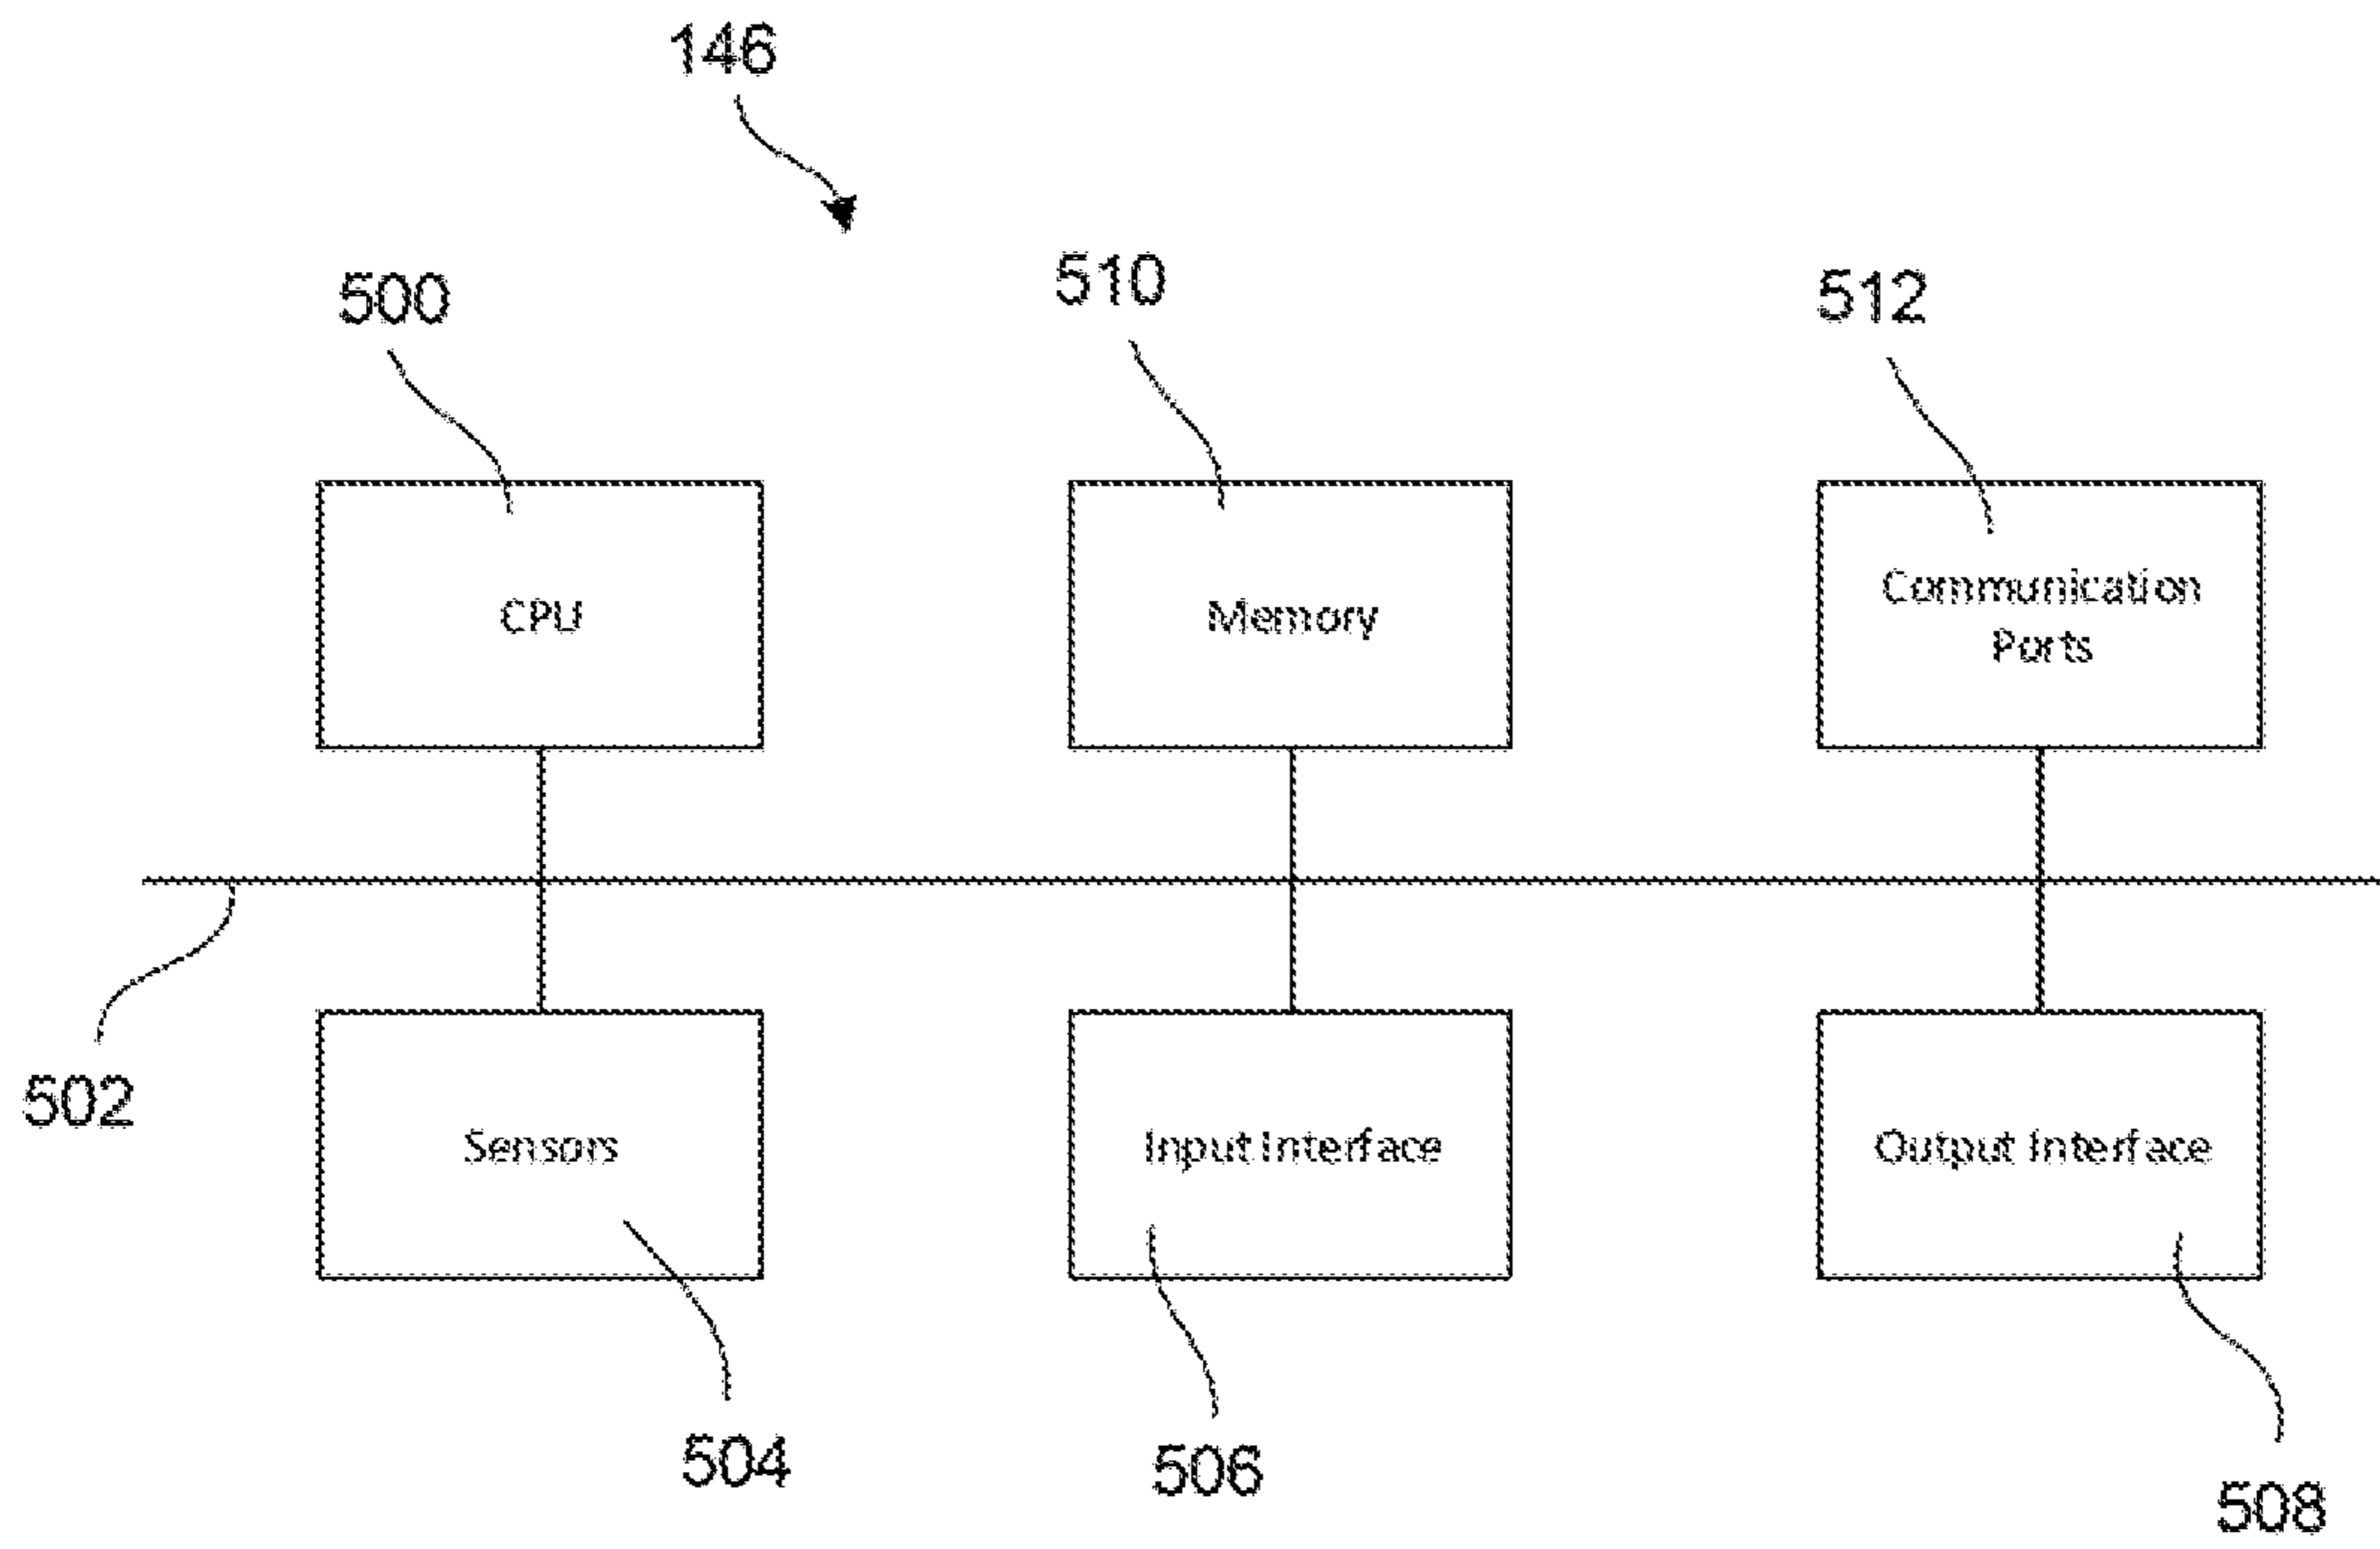 146
500
510
512
CPU
Memory
Communication
Ports
502
Sensors
Input Interface
Output Interface
504
506
508